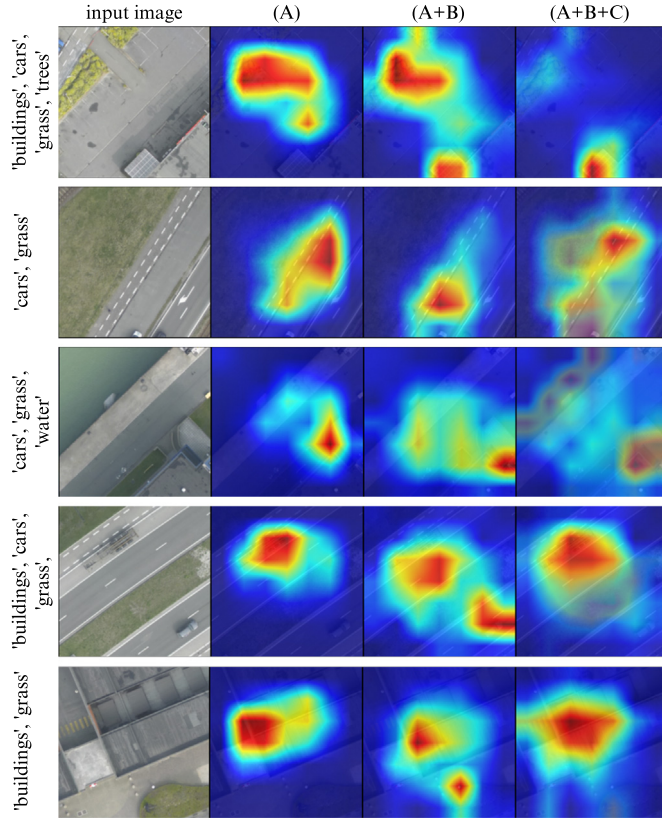 input image (A) (A+B) (A+B+C)
'buildings', 'cars',
'grass', 'trees'
'cars', 'grass'
'cars', 'grass',
'water'
'buildings', 'cars',
'grass',
'buildings', 'grass